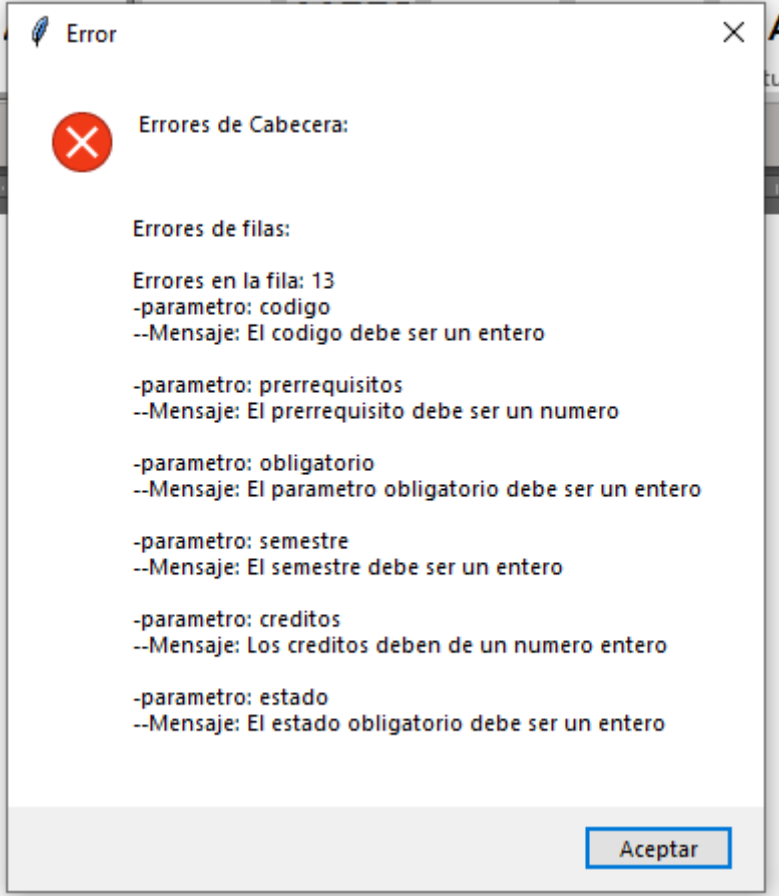 Error
Errores de Cabecera:
Errores de filas:
Errores en la fila: 13
-parametro: codigo
--Mensaje: El codigo debe ser un entero
-parametro: prerrequisitos
--Mensaje: El prerrequisito debe ser un numero
-parametro: obligatorio
--Mensaje: El parametro obligatorio debe ser un entero
-parametro: semestre
--Mensaje: El semestre debe ser un entero
-parametro: creditos
--Mensaje: Los creditos deben de un numero entero
-parametro: estado
--Mensaje: El estado obligatorio debe ser un entero
Aceptar